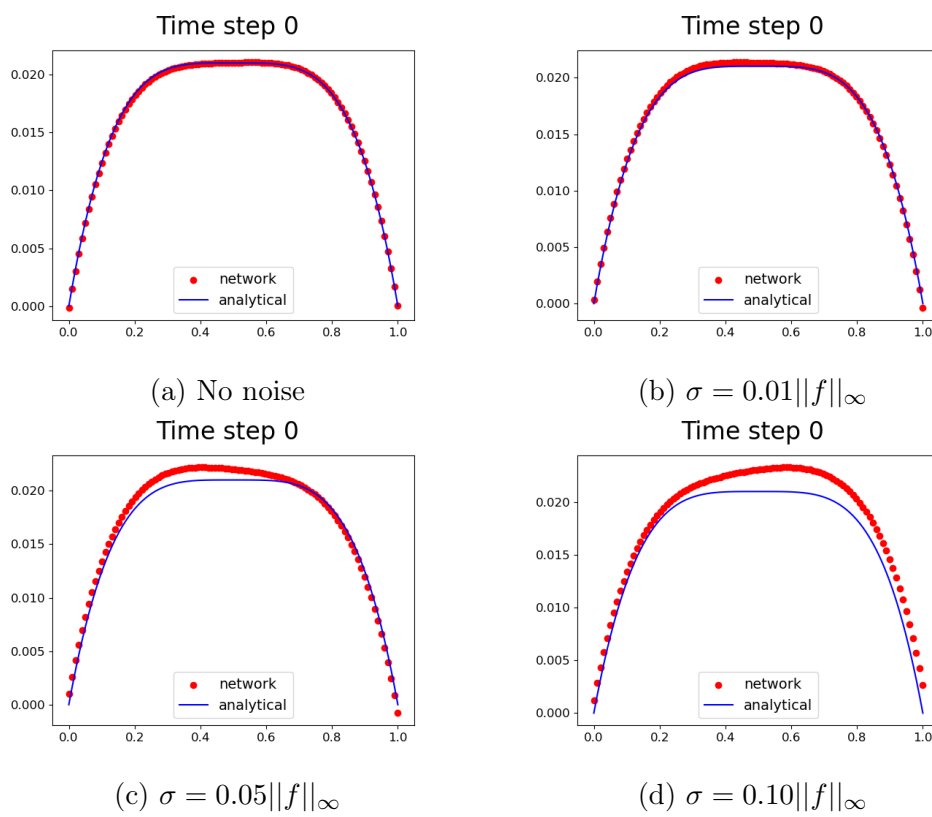 Time step 0
0.020
0.015
0.010
0.005
0.000
network
analytical
0.0 0.2 0.4 0.6 0.8 1.0
(a) No noise
Time step 0
0.020
0.015
0.010
0.005
0.000
network
analytical
0.0 0.2 0.4 0.6 0.8 1.0
(b) σ = 0.01||f||∞
Time step 0
0.020
0.015
0.010
0.005
0.000
network
analytical
0.0 0.2 0.4 0.6 0.8 1.0
(c) σ = 0.05||f||∞
Time step 0
0.020
0.015
0.010
0.005
0.000
network
analytical
0.0 0.2 0.4 0.6 0.8 1.0
(d) σ = 0.10||f||∞